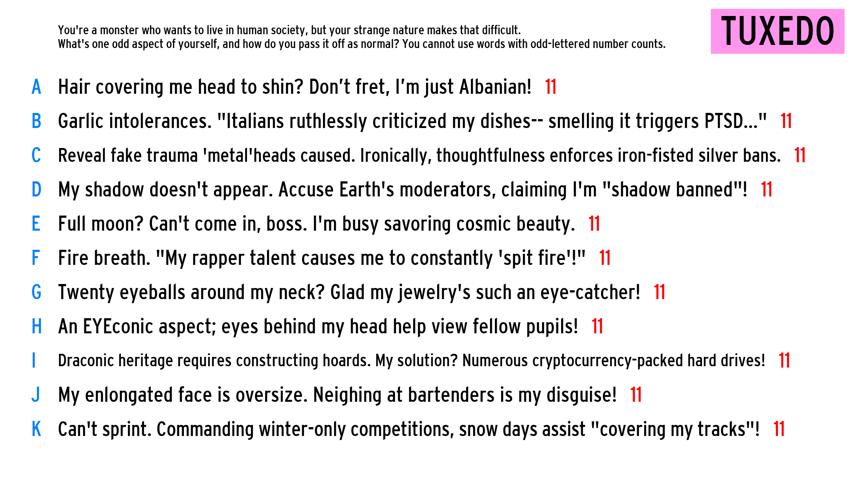 You're a monster who wants to live in human society, but your strange nature makes that difficult.
What's one odd aspect of yourself, and how do you pass it off as normal? You cannot use words with odd-lettered number counts.
TUXEDO
A Hair covering me head to shin? Don't fret, I'm just Albanian! 11
B Garlic intolerances. "Italians ruthlessly criticized my dishes-- smelling it triggers PTSD..." 11
C Reveal fake trauma 'metal'heads caused. Ironically, thoughtfulness enforces iron-fisted silver bans. 11
D My shadow doesn't appear. Accuse Earth's moderators, claiming I'm "shadow banned"! 11
E Full moon? Can't come in, boss. I'm busy savoring cosmic beauty. 11
F Fire breath. "My rapper talent causes me to constantly 'spit fire'!" 11
G Twenty eyeballs around my neck? Glad my jewelry's such an eye-catcher! 11
H An EYEconic aspect; eyes behind my head help view fellow pupils! 11
I Draconic heritage requires constructing hoards. My solution? Numerous cryptocurrency-packed hard drives! 11
J My enlongated face is oversize. Neighing at bartenders is my disguise! 11
K Can't sprint. Commanding winter-only competitions, snow days assist "covering my tracks"! 11